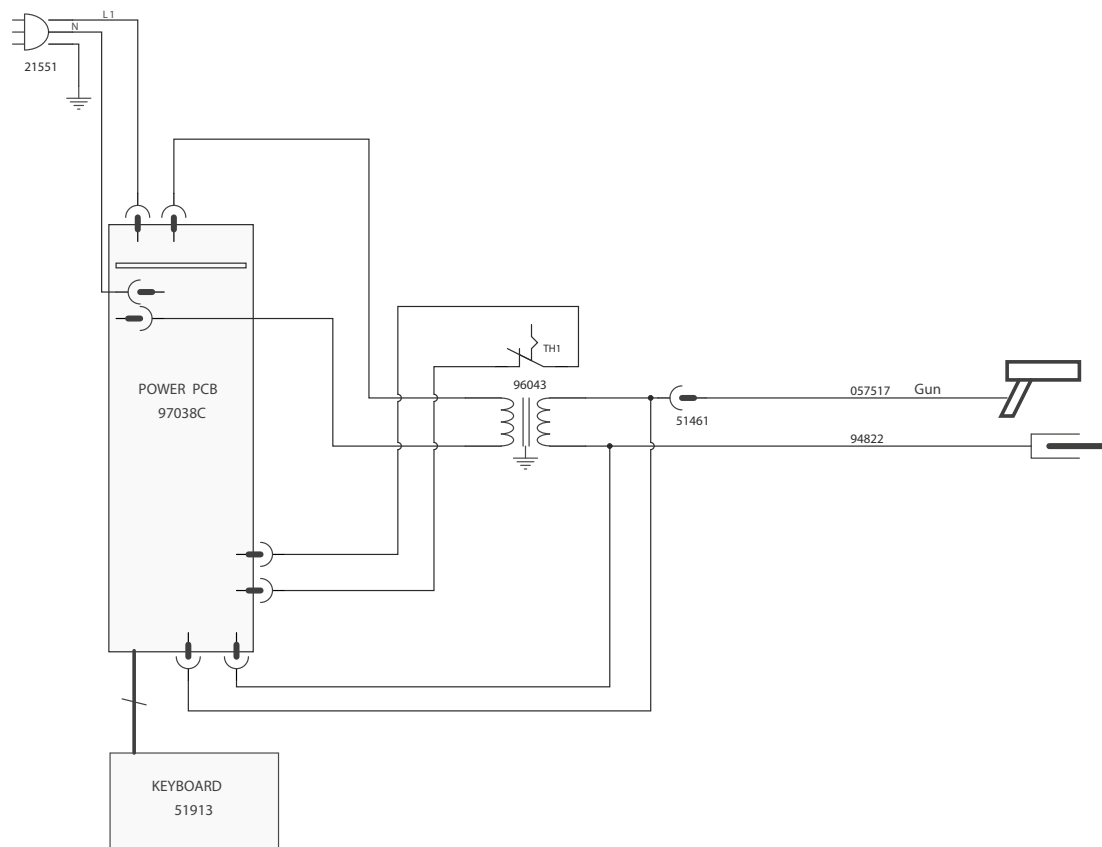 L1
N
21551
POWER PCB
97038C
TH1
96043
51461
057517 Gun
94822
KEYBOARD
51913